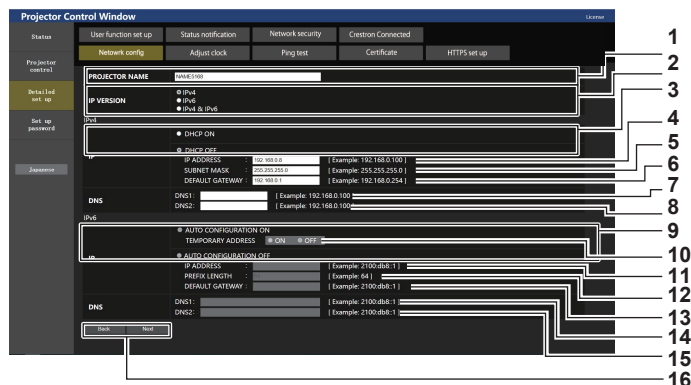 Projector Control Window
License
Status
Projector
control
Detailed
set up
Set up
password
Japanese
User function set up
Status notification
Network security
Crestron Connected
Netowrk config
Adjust clock
Ping test
Certificate
HTTPS set up
PROJECTOR NAME
NAME5168
IP VERSION
IPv4
IPv6
IPv4 & IPv6
IPv4
DHCP ON
IP
DHCP OFF
IP ADDRESS : 192.168.0.8 [ Example: 192.168.0.100 ]
SUBNET MASK : 255.255.255.0 [ Example: 255.255.255.0 ]
DEFAULT GATEWAY : 192.168.0.1 [ Example: 192.168.0.254 ]
DNS
DNS1: [ Example: 192.168.0.100 ]
DNS2: [ Example: 192.168.0.100 ]
IPv6
AUTO CONFIGURATION ON
TEMPORARY ADDRESS ON OFF
IP
AUTO CONFIGURATION OFF
IP ADDRESS : [ Example: 2100:db8::1 ]
PREFIX LENGTH : [ Example: 64 ]
DEFAULT GATEWAY : [ Example: 2100:db8::1 ]
DNS
DNS1: [ Example: 2100:db8::1 ]
DNS2: [ Example: 2100:db8::1 ]
Back
Next
1
2
3
4
5
6
7
8
9
10
11
12
13
14
15
16